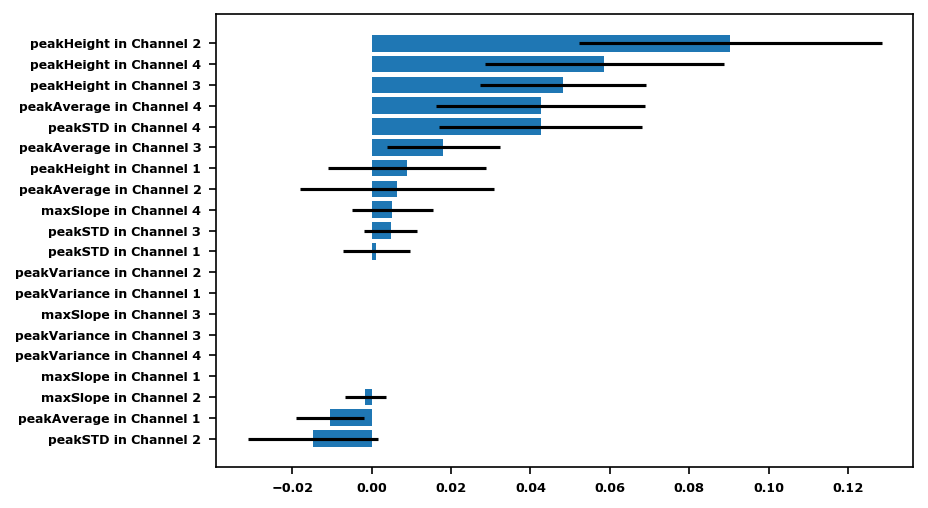 peakHeight in Channel 2
peakHeight in Channel 4
peakHeight in Channel 3
peakAverage in Channel 4
peakSTD in Channel 4
peakAverage in Channel 3
peakHeight in Channel 1
peakAverage in Channel 2
maxSlope in Channel 4
peakSTD in Channel 3
peakSTD in Channel 1
peakVariance in Channel 2
peakVariance in Channel 1
maxSlope in Channel 3
peakVariance in Channel 3
peakVariance in Channel 4
maxSlope in Channel 1
maxSlope in Channel 2
peakAverage in Channel 1
peakSTD in Channel 2
−0.02 0.00 0.02 0.04 0.06 0.08 0.10 0.12